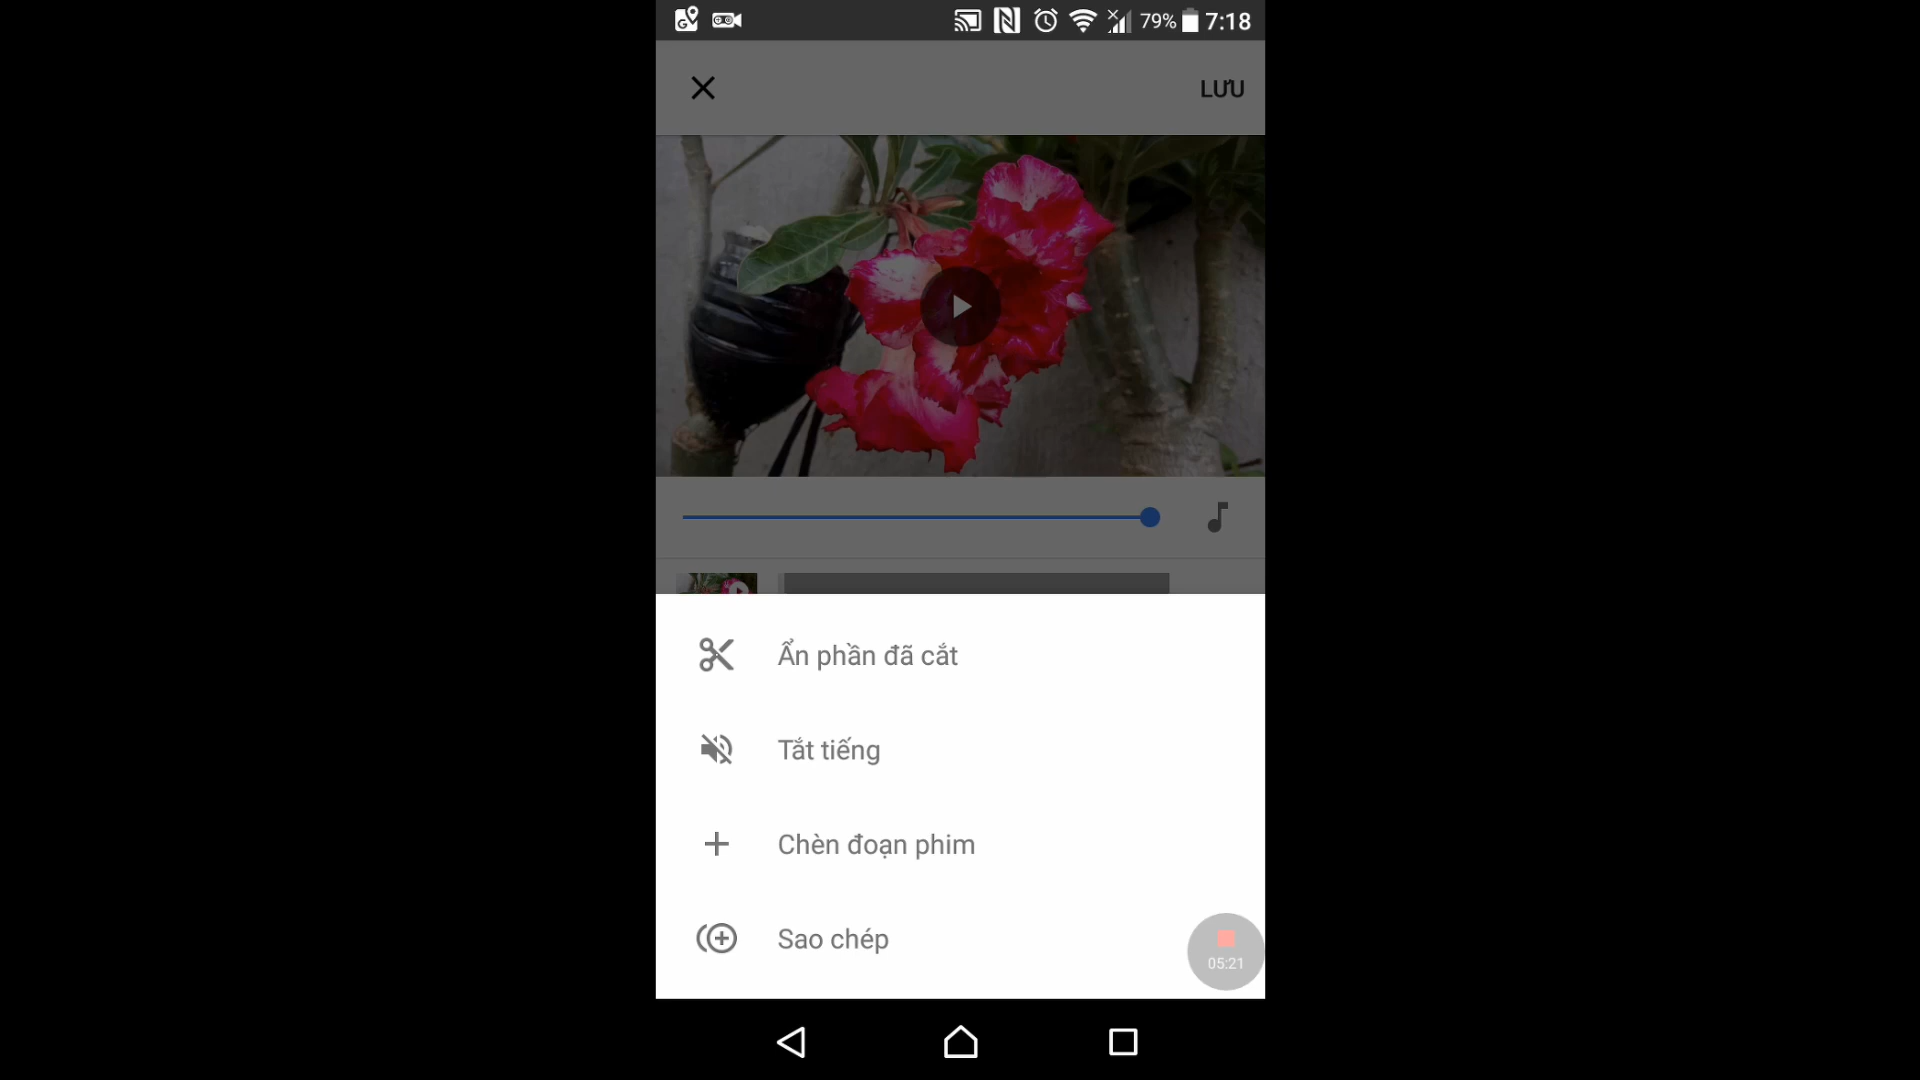 79% 7:18
LƯU
Ẩn phần đã cắt
Tắt tiếng
Chèn đoạn phim
Sao chép
05:21